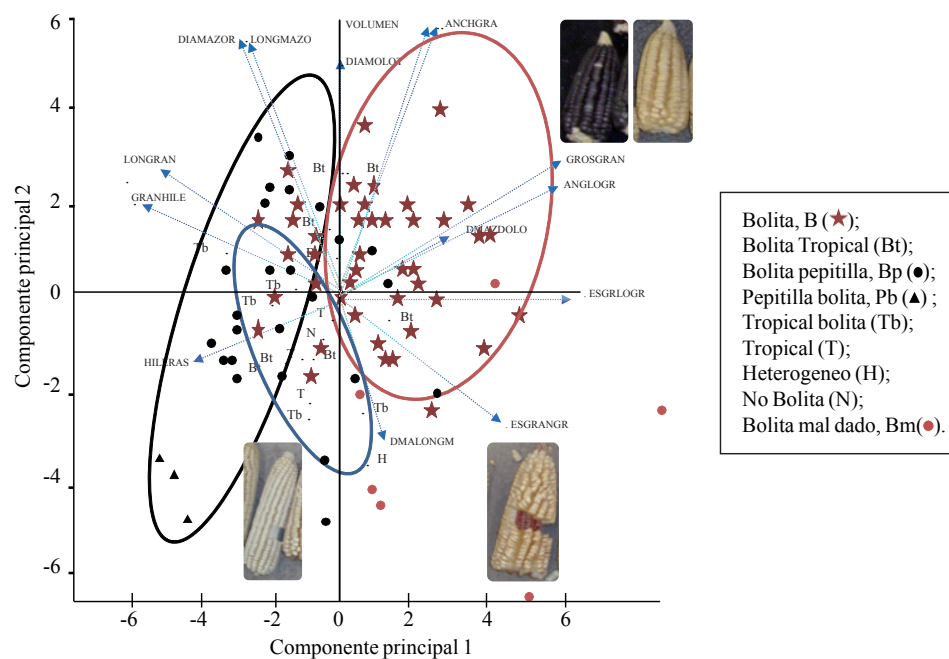 6
VOLUMEN
ANCHGRA
DIAMAZOR
LONGMAZO
DIAMOLOT
4
LONGRAN
Bt
Bt
GROSGRAN
ANGLOGR
GRANHILE
2
Bt
DMAZDOLO
Tb
Tb
0
ESGRLOGR
Tb
T
Bt
N
HILERAS
Bt
Bt
T
-2
Tb
Tb
ESGRANGR
DMALONGM
H
-4
-6
-6
-4
-2
0
2
4
6
Componente principal 1
Componente principal 2
Bolita, B (★);
Bolita Tropical (Bt);
Bolita pepitilla, Bp (●);
Pepitilla bolita, Pb (▲);
Tropical bolita (Tb);
Tropical (T);
Heterogeneo (H);
No Bolita (N);
Bolita mal dado, Bm(●).